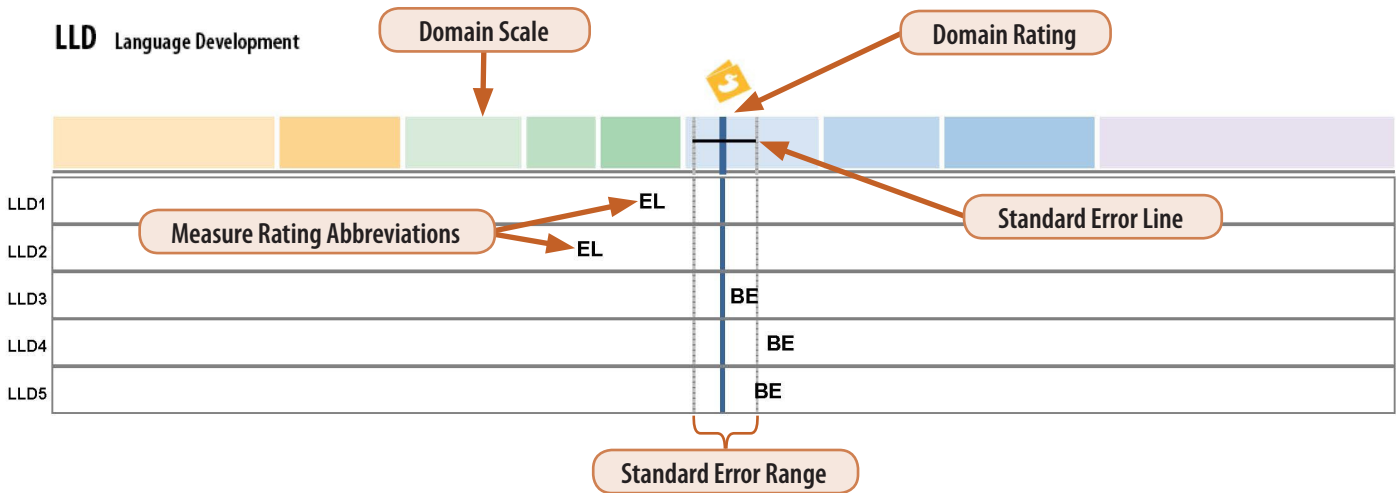 LLD Language Development
Domain Scale
Domain Rating
LLD1
EL
Measure Rating Abbreviations
Standard Error Line
LLD2
EL
LLD3
BE
LLD4
BE
LLD5
BE
Standard Error Range